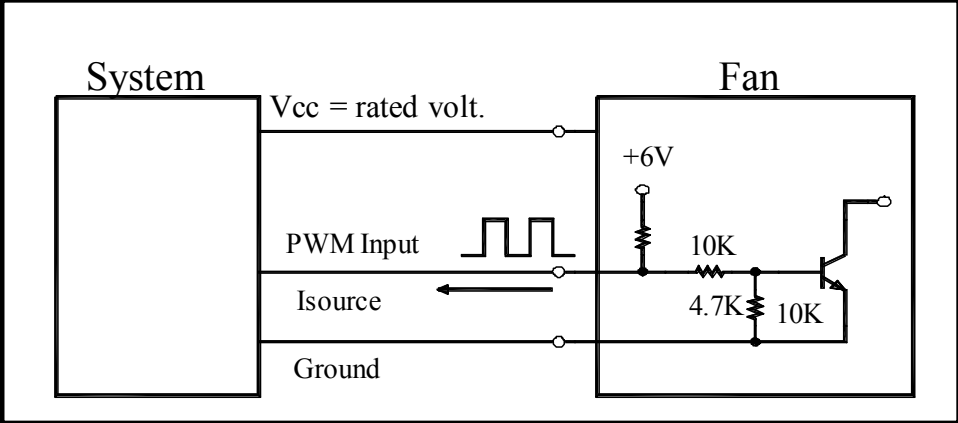 System
Fan
Vcc = rated volt.
+6V
PWM Input
10K
Isource
4.7K
10K
Ground